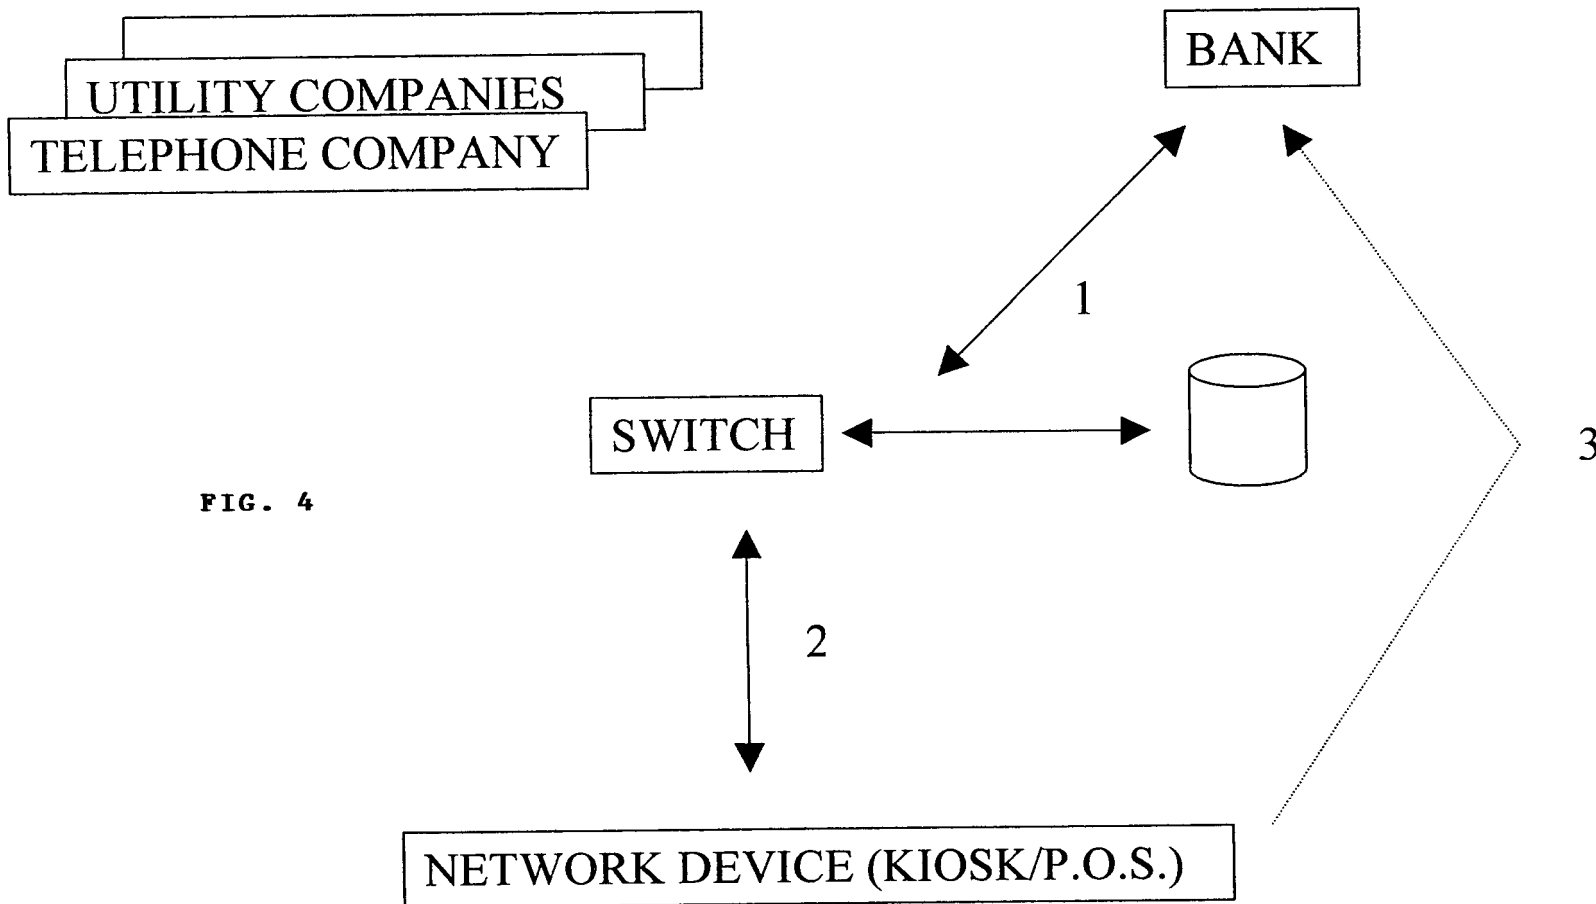 BANK
UTILITY COMPANIES
TELEPHONE COMPANY
1
SWITCH
3
FIG. 4
2
NETWORK DEVICE (KIOSK/P.O.S.)